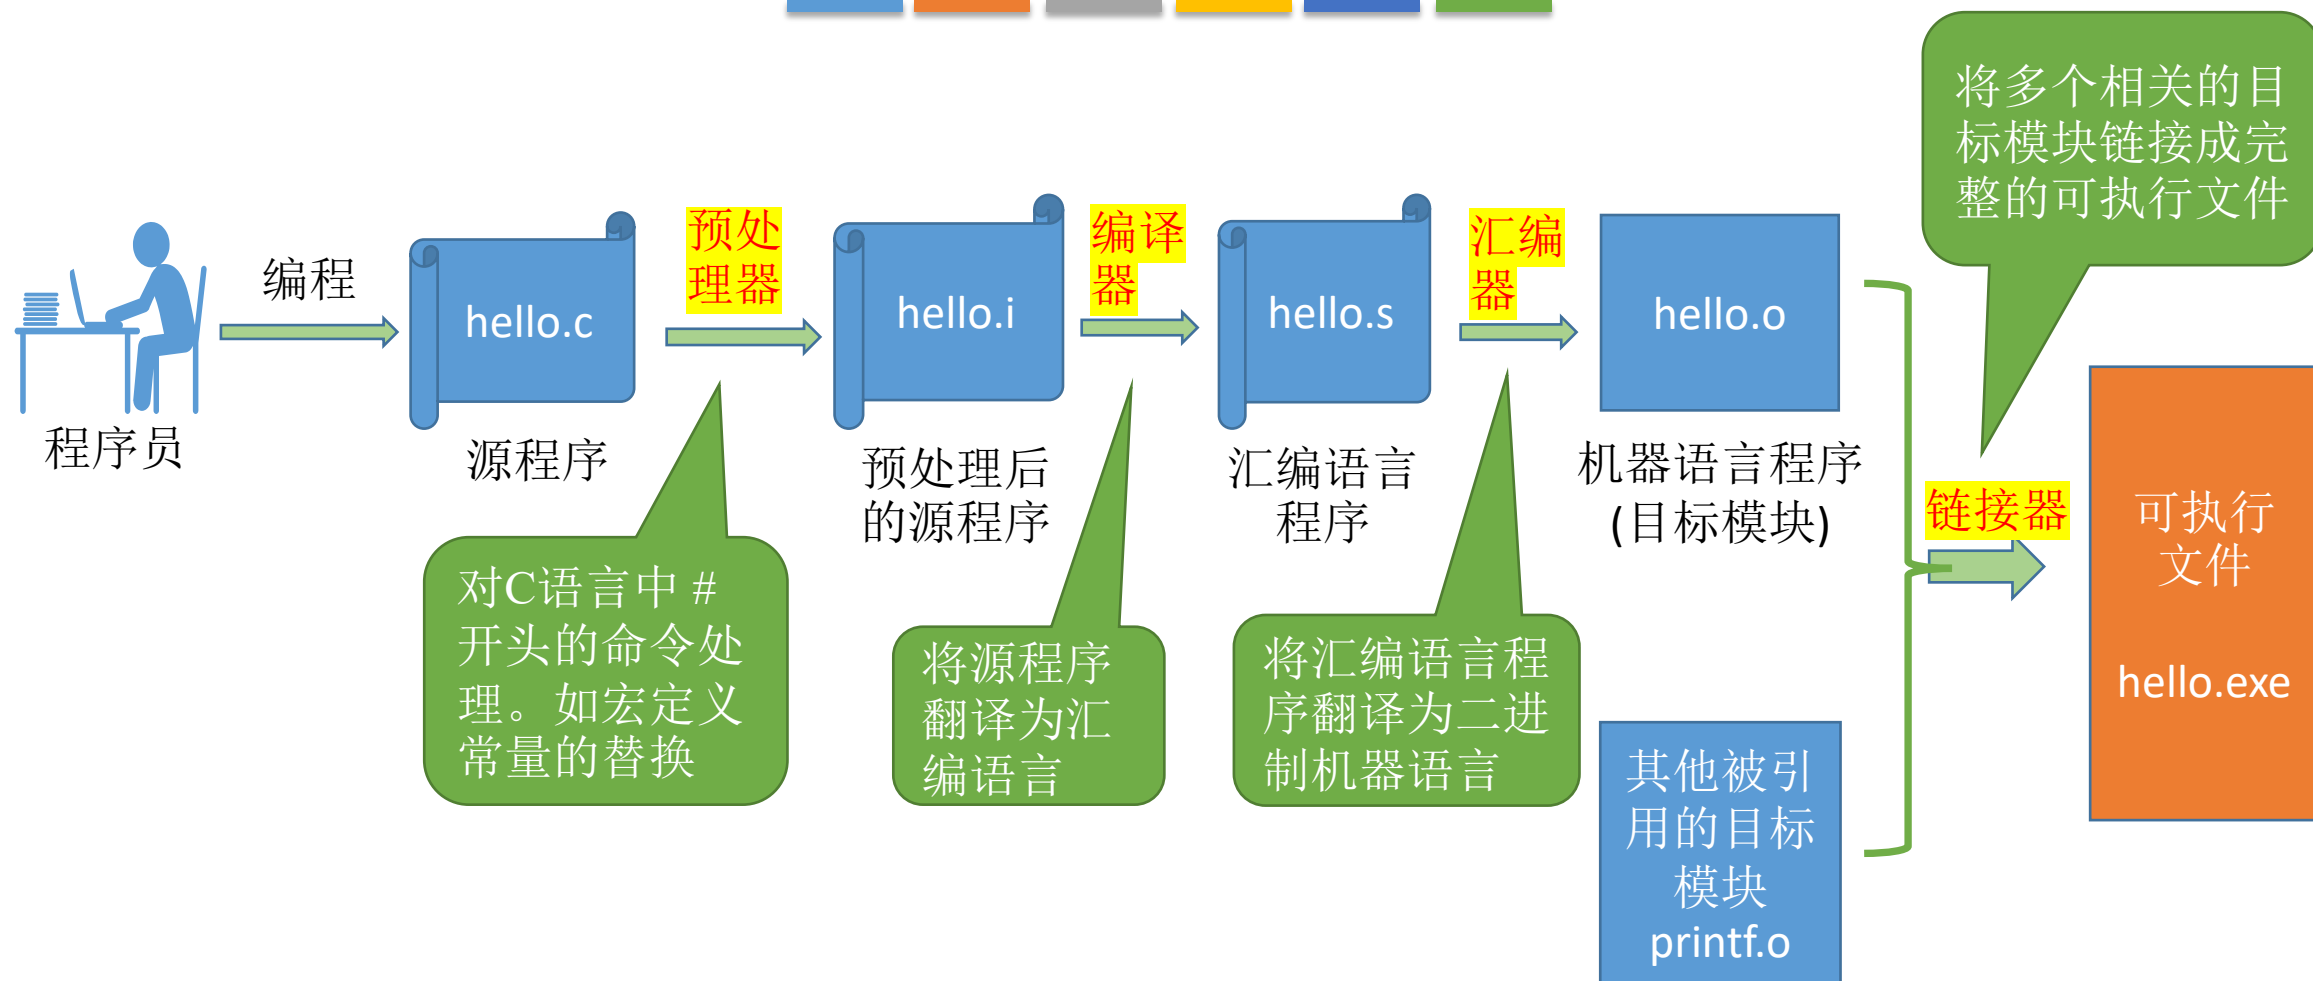 将多个相关的目
标模块链接成完
整的可执行文件
程序员
编程
hello.c
源程序
预处
理器
hello.i
预处理后
的源程序
编译
器
hello.s
汇编语言
程序
汇编
器
hello.o
机器语言程序
(目标模块)
链接器
可执行
文件
hello.exe
对C语言中 #
开头的命令处
理。如宏定义
常量的替换
将源程序
翻译为汇
编语言
将汇编语言程
序翻译为二进
制机器语言
其他被引
用的目标
模块
printf.o